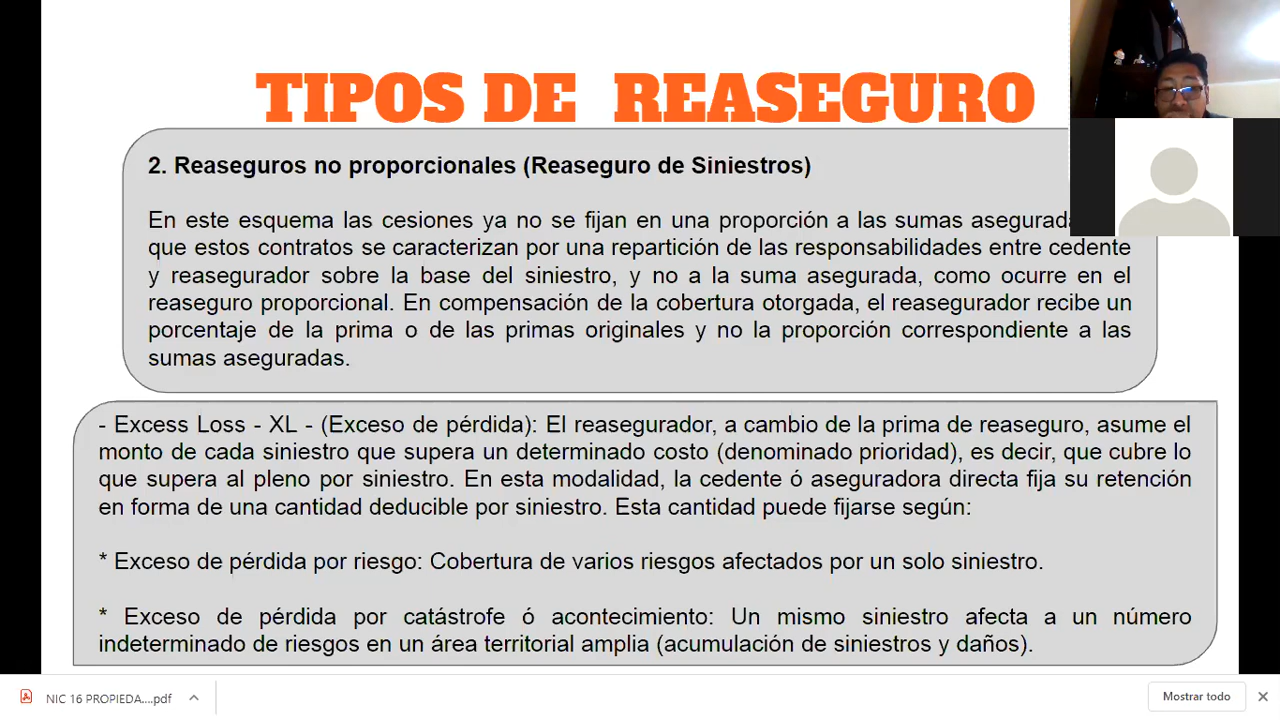 TIPOS DE REASEGURO
2. Reaseguros no proporcionales (Reaseguro de Siniestros)
En este esquema las cesiones ya no se fijan en una proporción a las sumas
que estos contratos se caracterizan por una repartición de las responsabilidades entre cedente
y reasegurador sobre la base del siniestro, y no a la suma asegurada, como ocurre en el
reaseguro proporcional. En compensación de la cobertura otorgada, el reasegurador recibe un
porcentaje de la prima o de las primas originales y no la proporción correspondiente a las
sumas aseguradas.
- Excess Loss - XL - (Exceso de pérdida): El reasegurador, a cambio de la prima de reaseguro, asume el
monto de cada siniestro que supera un determinado costo (denominado prioridad), es decir, que cubre lo
que supera al pleno por siniestro. En esta modalidad, la cedente ó aseguradora directa fija su retención
en forma de una cantidad deducible por siniestro. Esta cantidad puede fijarse según:
* Exceso de pérdida por riesgo: Cobertura de varios riesgos afectados por un solo siniestro.
* Exceso de pérdida por catástrofe ó acontecimiento: Un mismo siniestro afecta a un número
indeterminado de riesgos en un área territorial amplia (acumulación de siniestros y daños).
NIC 16 PROPIEDA....pdf
Mostrar todo